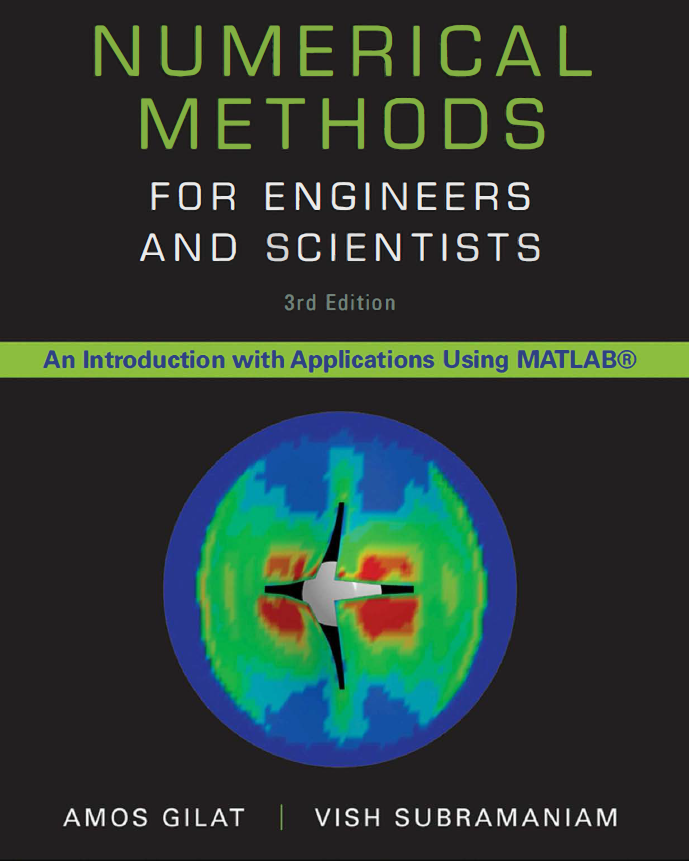 NUMERICAL
METHODS
FOR ENGINEERS
AND SCIENTISTS
3rd Edition
An Introduction with Applications Using MATLAB®
AMOS GILAT | VISH SUBRAMANIAM